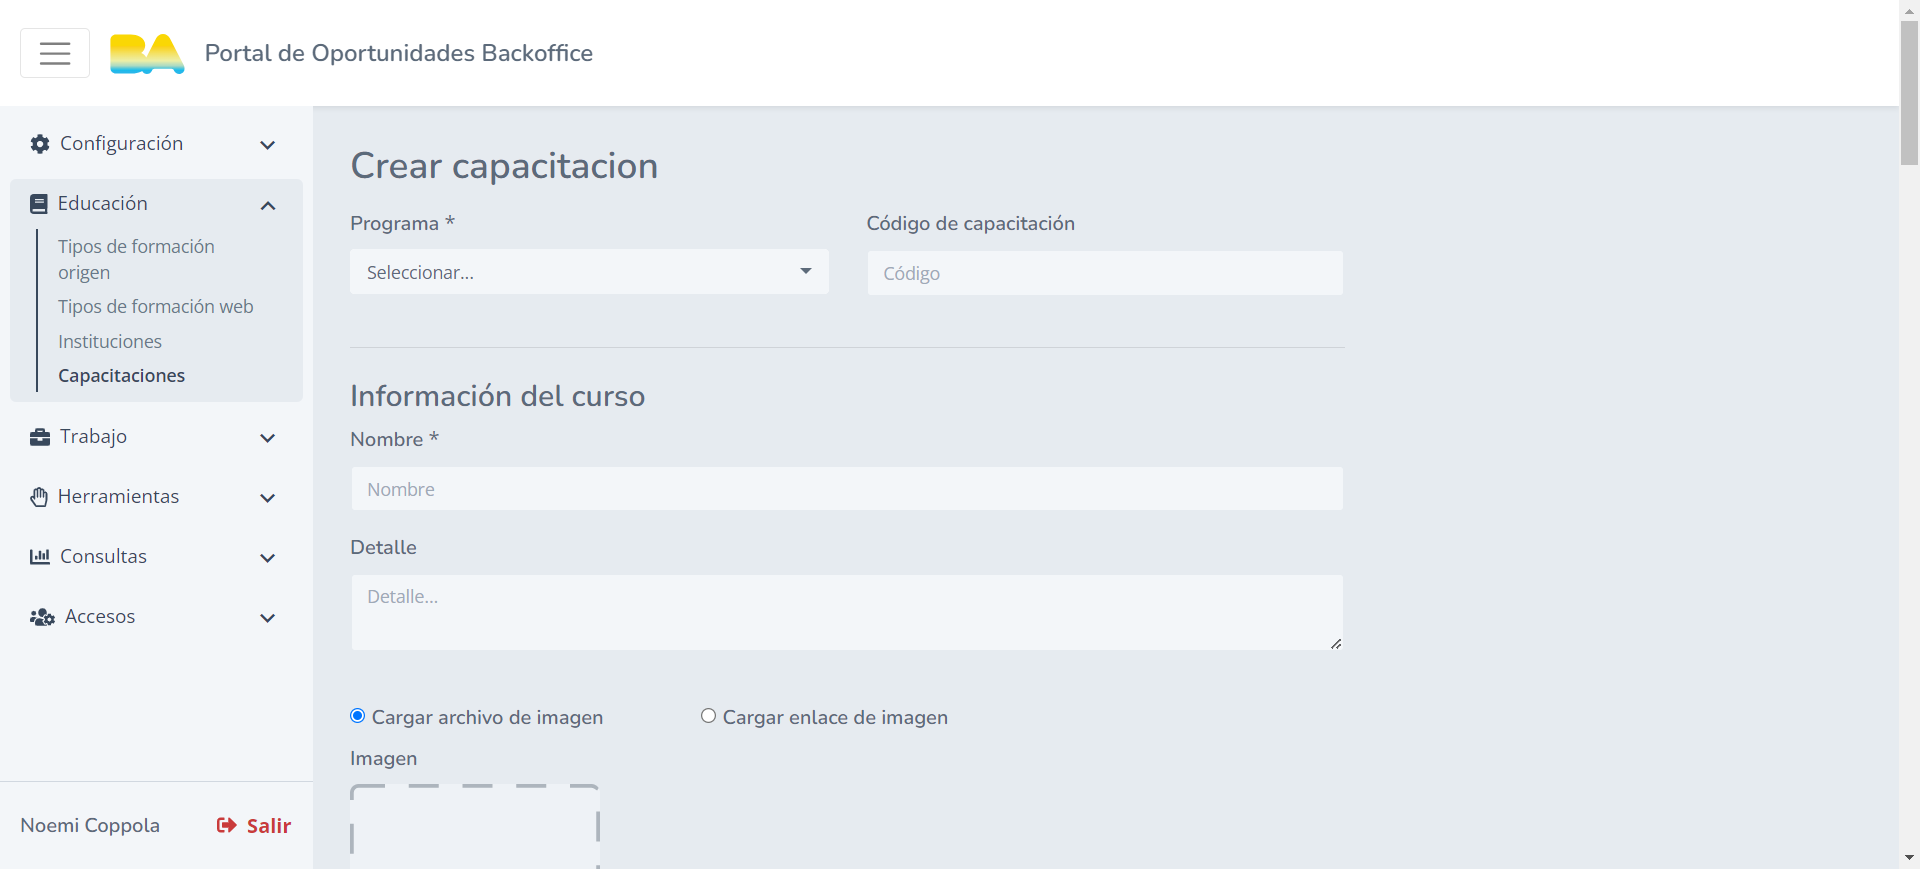 BA
Portal de Oportunidades Backoffice
Configuración
Educación
Tipos de formación
origen
Tipos de formación web
Instituciones
Capacitaciones
Trabajo
Herramientas
Consultas
Accesos
Noemi Coppola
Salir
Crear capacitacion
Programa *
Código de capacitación
Seleccionar...
Código
Información del curso
Nombre *
Nombre
Detalle
Detalle...
Cargar archivo de imagen
Cargar enlace de imagen
Imagen